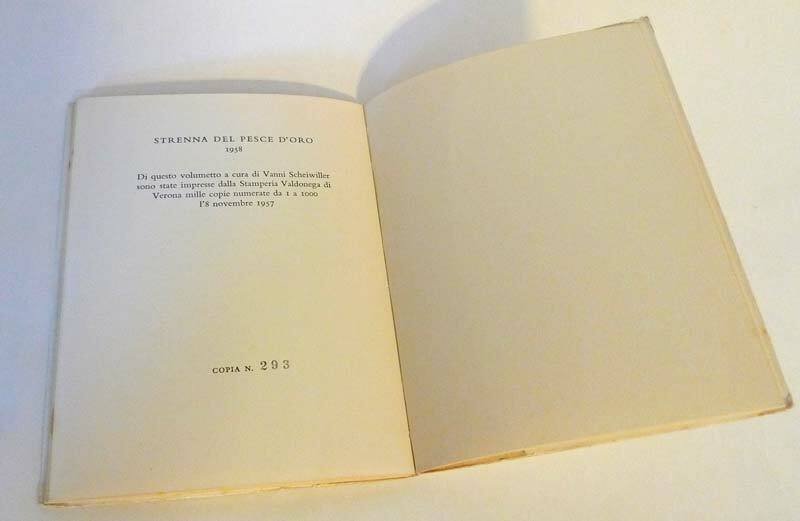 STRENNA DEL PESCE D'ORO
1958
Di questo volumetto a cura di Vanni Scheiwiller
sono state impresse dalla Stamperia Valdonega di
Verona mille copie numerate da 1 a 1000
l'8 novembre 1957
COPIA N. 293